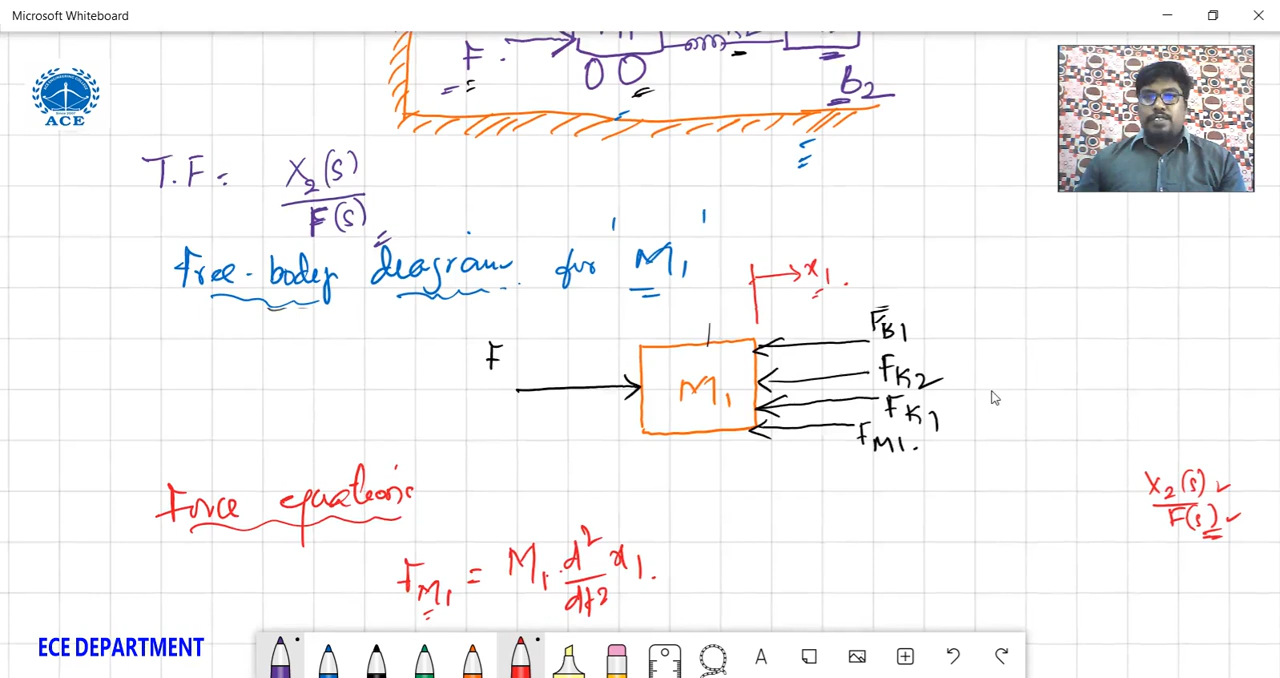 Microsoft Whiteboard
F
B2
ACE
T.F = X2(s) / F(s)
Free-body diagram for 'M1'
x1.
F
M1
FB1
FK2
FK1
FM1.
Force equations
X2(s) / F(s)
FM1 = M1. d²/dt² x1.
ECE DEPARTMENT
A